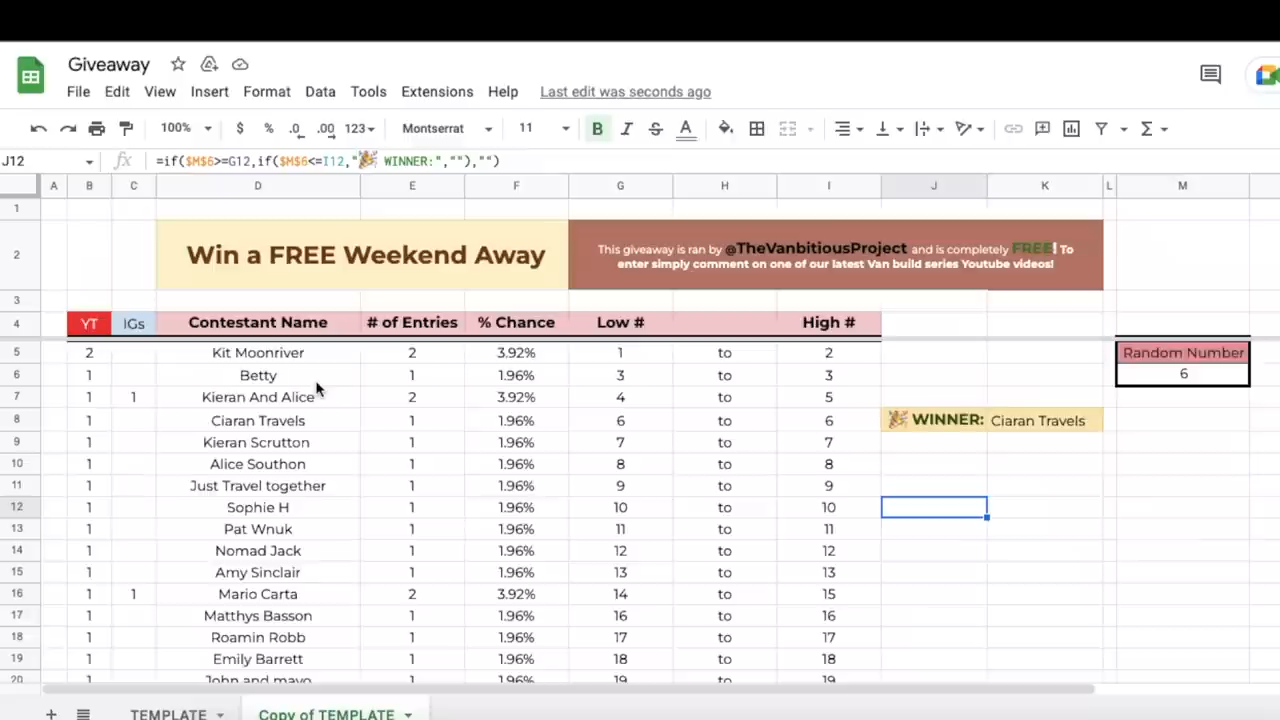 Giveaway
File Edit View Insert Format Data Tools Extensions Help Last edit was seconds ago
100% $ % .0 .00 123 Montserrat 11 B I S A
J12 fx =if($M$6>=G12,if($M$6<=I12,"🎉 WINNER:",""),"")
A B C D E F G H I J K L M
1
2 Win a FREE Weekend Away
This giveaway is ran by @TheVanbitiousProject and is completely FREE! To
enter simply comment on one of our latest Van build series Youtube videos!
3
4 YT IGs Contestant Name # of Entries % Chance Low # High #
5 2 Kit Moonriver 2 3.92% 1 to 2 Random Number
6 1 Betty 1 1.96% 3 to 3 6
7 1 1 Kieran And Alice 2 3.92% 4 to 5
8 1 Ciaran Travels 1 1.96% 6 to 6 🎉 WINNER: Ciaran Travels
9 1 Kieran Scrutton 1 1.96% 7 to 7
10 1 Alice Southon 1 1.96% 8 to 8
11 1 Just Travel together 1 1.96% 9 to 9
12 1 Sophie H 1 1.96% 10 to 10
13 1 Pat Wnuk 1 1.96% 11 to 11
14 1 Nomad Jack 1 1.96% 12 to 12
15 1 Amy Sinclair 1 1.96% 13 to 13
16 1 1 Mario Carta 2 3.92% 14 to 15
17 1 Matthys Basson 1 1.96% 16 to 16
18 1 Roamin Robb 1 1.96% 17 to 17
19 1 Emily Barrett 1 1.96% 18 to 18
20 1 John and mayo 1 1.96% 19 to 19
TEMPLATE Copy of TEMPLATE